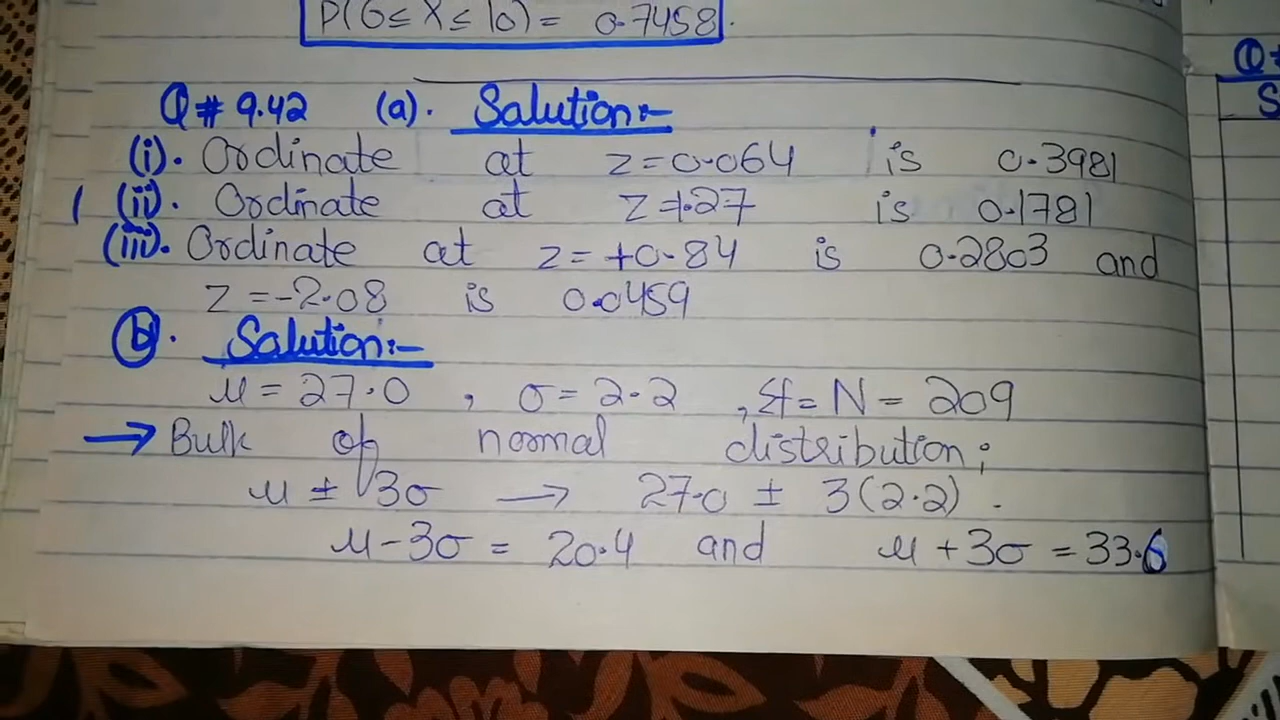 P(6≤ X ≤ 10) = 0.7458.
Q # 9.42 (a). Solution:-
(i). Ordinate at z=0.064 is 0.3981
(ii). Ordinate at z=1.27 is 0.1781
(iii). Ordinate at z=+0.84 is 0.2803 and
z=-2.08 is 0.0459
(b). Solution:-
μ = 27.0 , σ = 2.2 , Σf = N = 209
→ Bulk of normal distribution;
μ ± 3σ → 27.0 ± 3(2.2).
μ - 3σ = 20.4 and μ + 3σ = 33.6